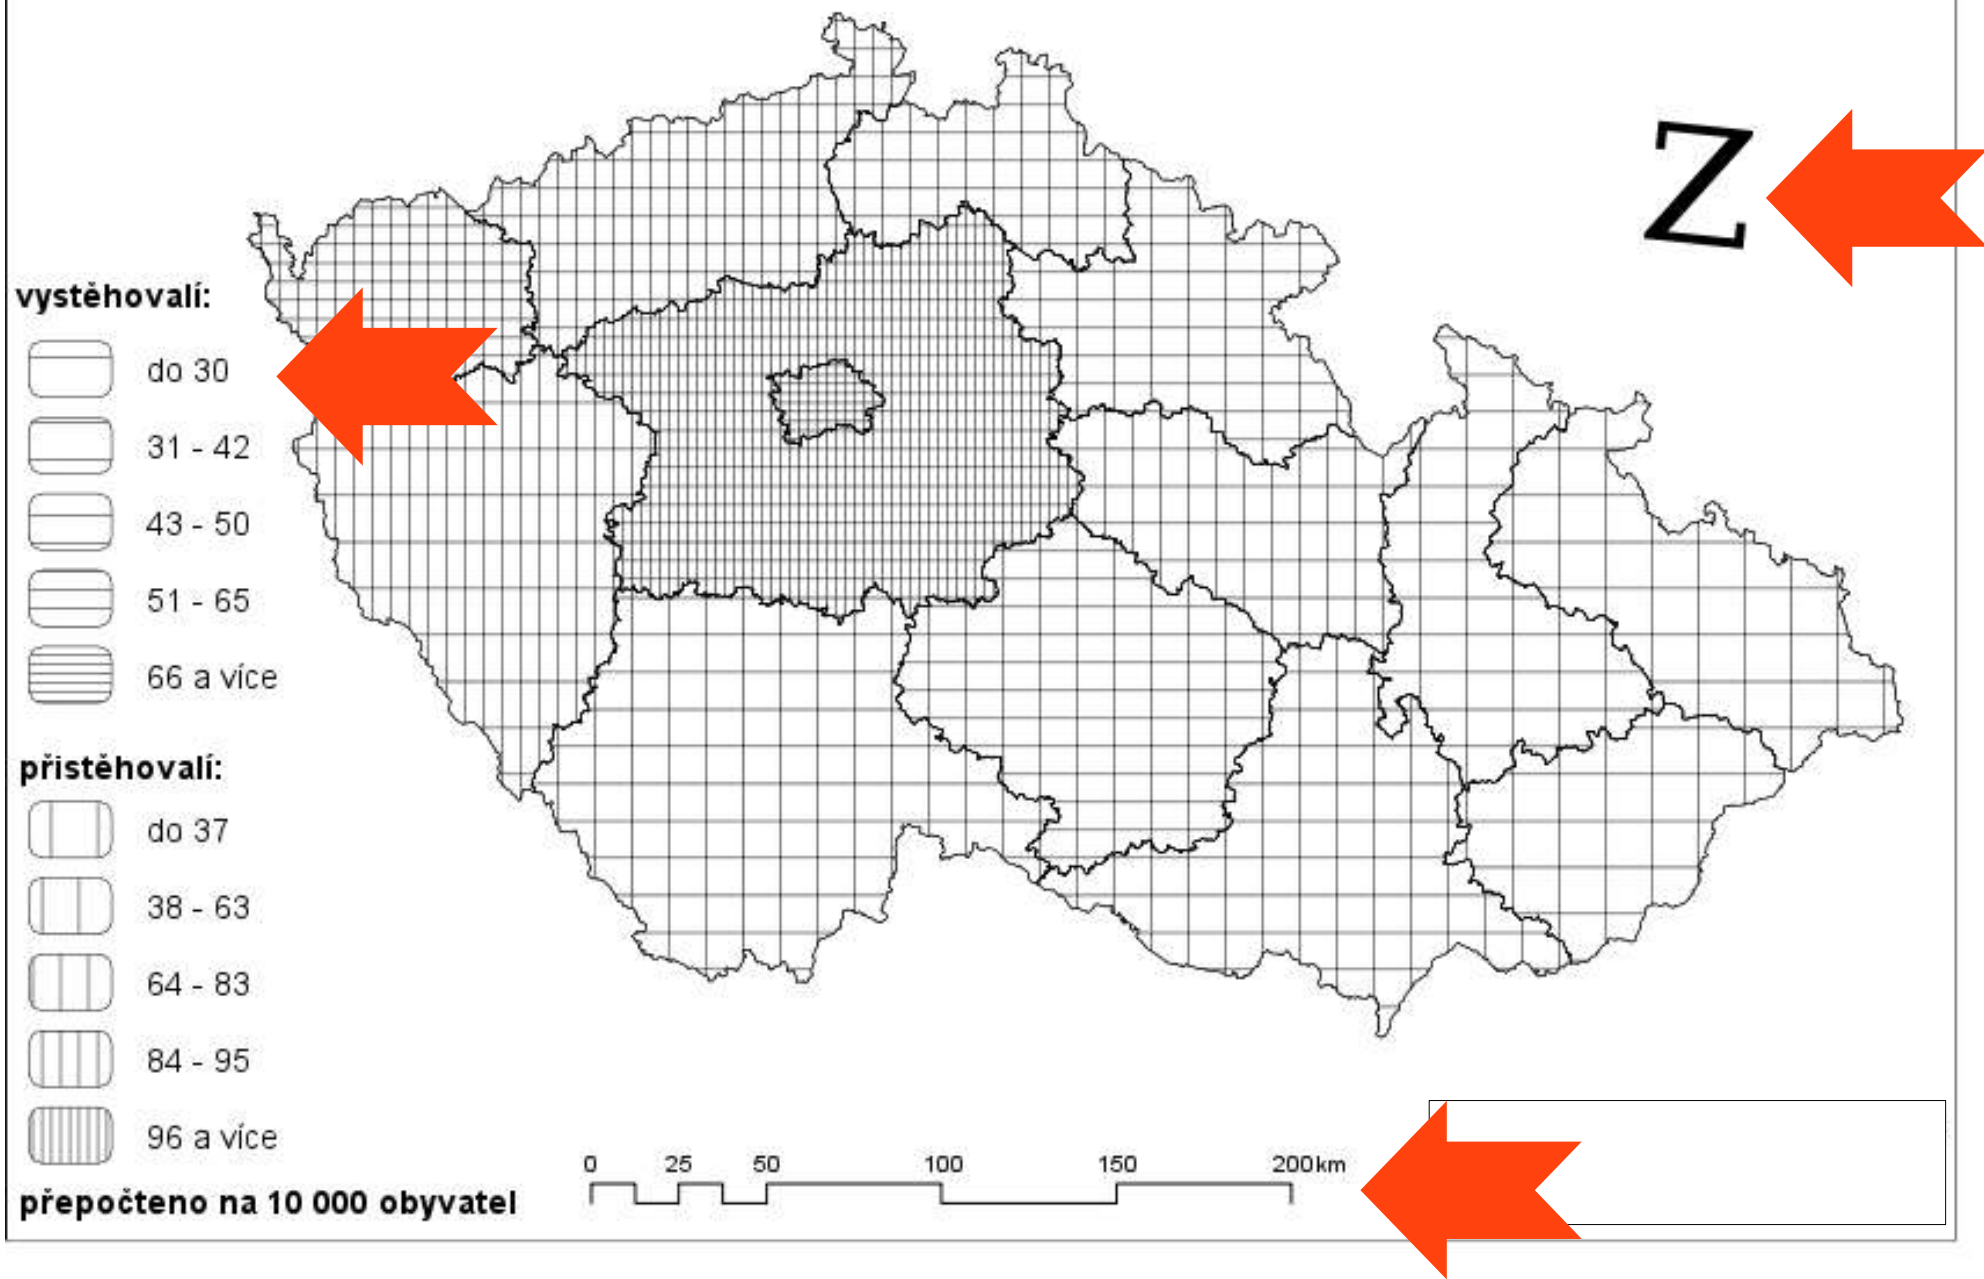 Z
vystěhovalí:
do 30
31 - 42
43 - 50
51 - 65
66 a více
přistěhovalí:
do 37
38 - 63
64 - 83
84 - 95
96 a více
přepočteno na 10 000 obyvatel
0 25 50 100 150 200km